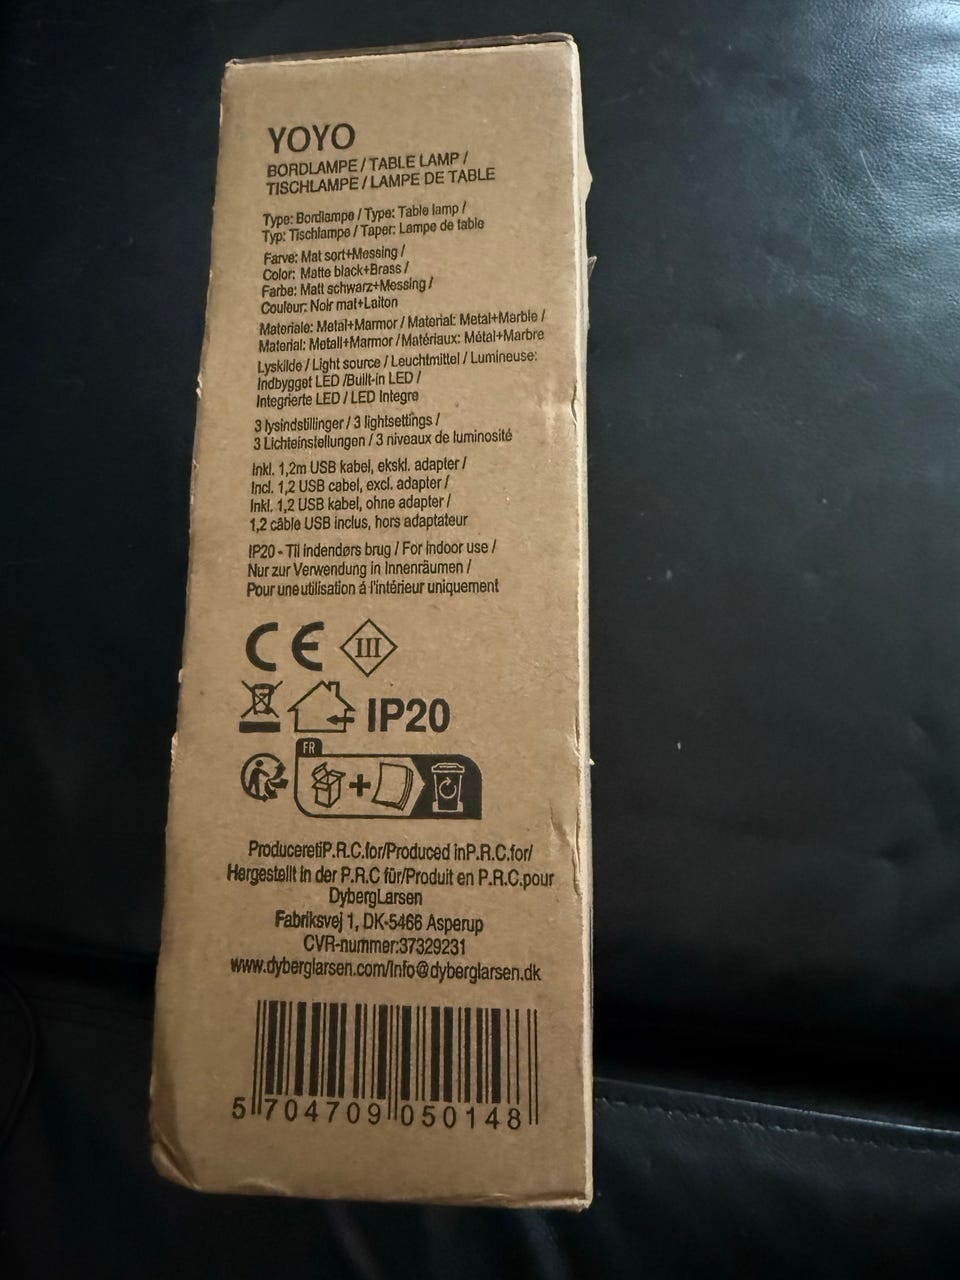 YOYO
BORDLAMPE / TABLE LAMP /
TISCHLAMPE / LAMPE DE TABLE
Type: Bordlampe / Type: Table lamp /
Typ: Tischlampe / Taper: Lampe de table
Farve: Mat sort+Messing /
Color: Matte black+Brass /
Farbe: Matt schwarz+Messing /
Couleur: Noir mat+Laiton
Materiale: Metal+Marmor / Material: Metal+Marble /
Material: Metall+Marmor / Matériaux: Métal+Marbre
Lyskilde / Light source / Leuchtmittel / Lumineuse:
Indbygget LED /Built-in LED /
Integrierte LED / LED Integre
3 lysindstillinger / 3 lightsettings /
3 Lichteinstellungen / 3 niveaux de luminosité
Inkl. 1,2m USB kabel, ekskl. adapter /
Incl. 1,2 USB cabel, excl. adapter /
Inkl. 1,2 USB kabel, ohne adapter /
1,2 câble USB inclus, hors adaptateur
IP20 - Til indendørs brug / For indoor use /
Nur zur Verwendung in Innenräumen /
Pour une utilisation á l'intérieur uniquement
CE III
IP20
FR
ProduceretiP.R.C.for/Produced inP.R.C.for/
Hergestellt in der P.R.C für/Produit en P.R.C.pour
DybergLarsen
Fabriksvej 1, DK-5466 Asperup
CVR-nummer:37329231
www.dyberglarsen.com/Info@dyberglarsen.dk
5 704709 050148